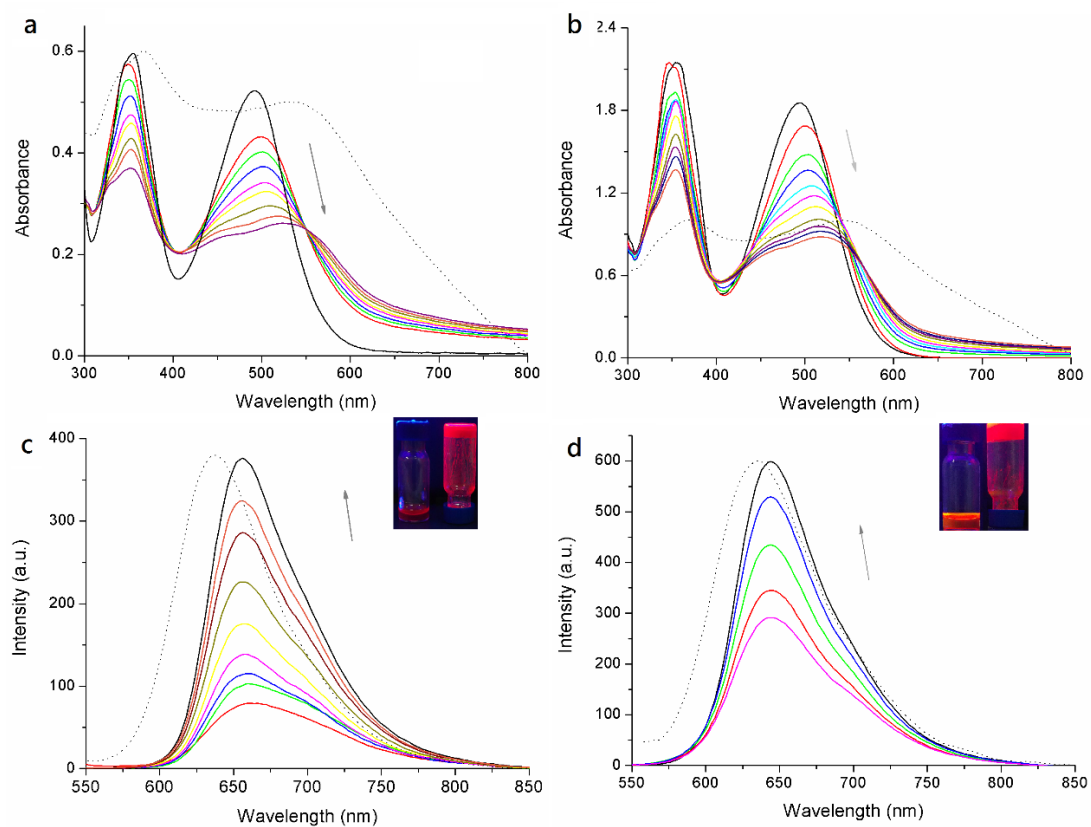 a
0.6
0.4
0.2
0.0
Absorbance
300 400 500 600 700 800
Wavelength (nm)
b
2.4
1.8
1.2
0.6
0.0
Absorbance
300 400 500 600 700 800
Wavelength (nm)
c
400
300
200
100
0
Intensity (a.u.)
550 600 650 700 750 800 850
Wavelength (nm)
d
600
500
400
300
200
100
0
Intensity (a.u.)
550 600 650 700 750 800 850
Wavelength (nm)